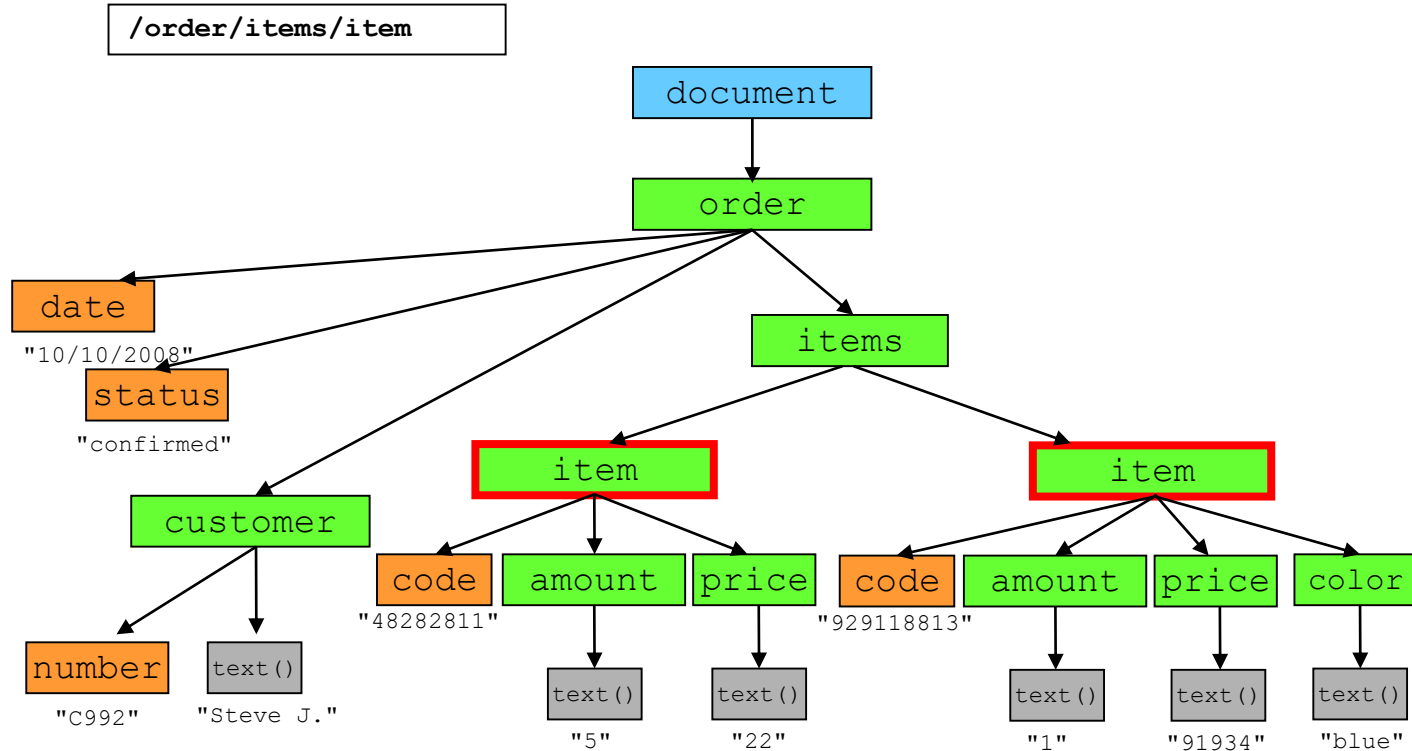 /order/items/item
document
order
date
"10/10/2008"
items
status
"confirmed"
item
item
customer
code
amount
price
code
amount
price
color
"48282811"
"929118813"
number
text()
text()
text()
text()
text()
text()
"C992"
"Steve J."
"5"
"22"
"1"
"91934"
"blue"